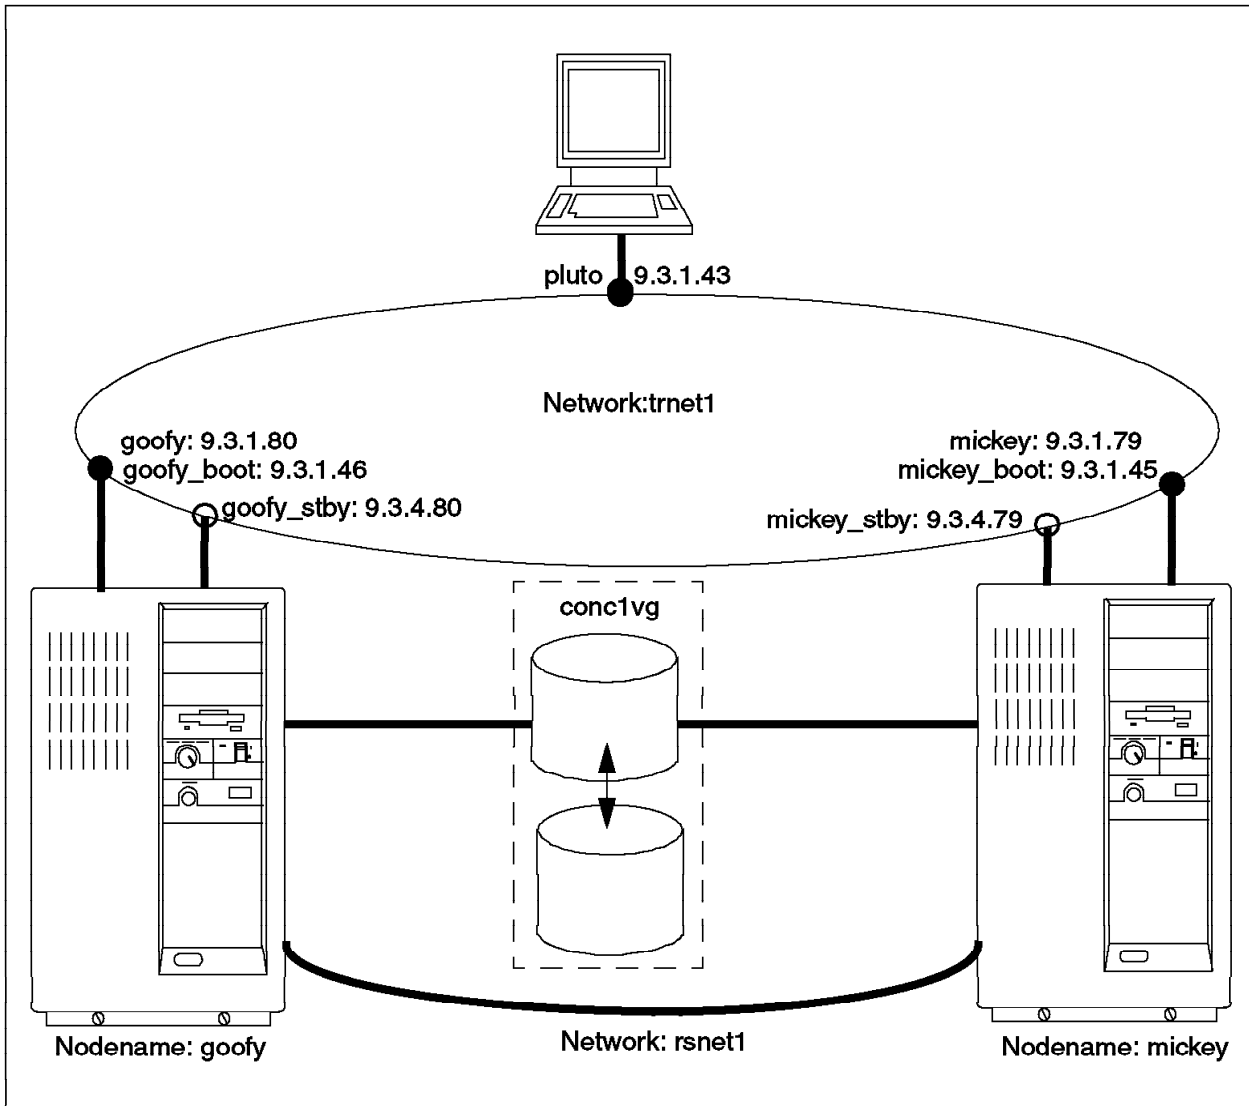 pluto 9.3.1.43
Network:trnet1
goofy: 9.3.1.80
goofy_boot: 9.3.1.46
goofy_stby: 9.3.4.80
mickey: 9.3.1.79
mickey_boot: 9.3.1.45
mickey_stby: 9.3.4.79
conc1vg
Network: rsnet1
Nodename: goofy
Nodename: mickey